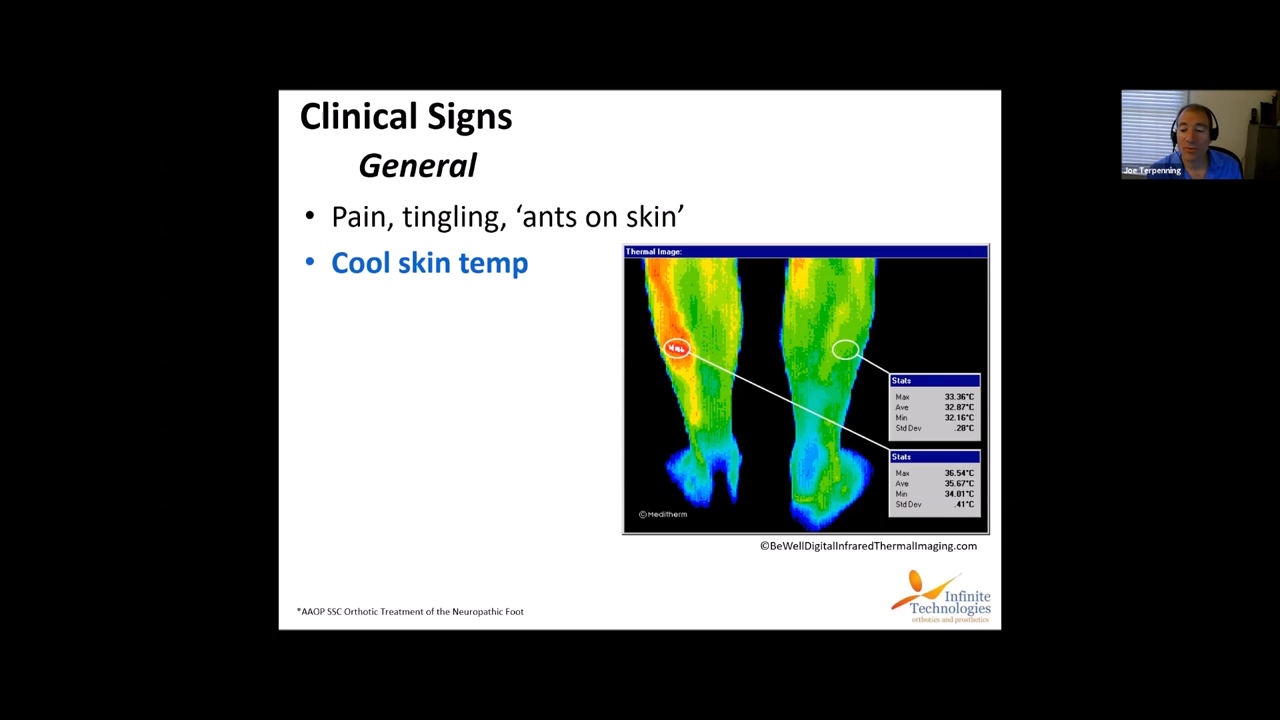 Clinical Signs
General
• Pain, tingling, ‘ants on skin’
• Cool skin temp
Thermal Image:
Stats
Max 33.36°C
Ave 32.87°C
Min 32.16°C
Std Dev .28°C
Stats
Max 36.54°C
Ave 35.67°C
Min 34.01°C
Std Dev .41°C
©Meditherm
©BeWellDigitalInfraredThermalImaging.com
*AAOP SSC Orthotic Treatment of the Neuropathic Foot
Infinite
Technologies
orthotics and prosthetics
Joe Terpenning